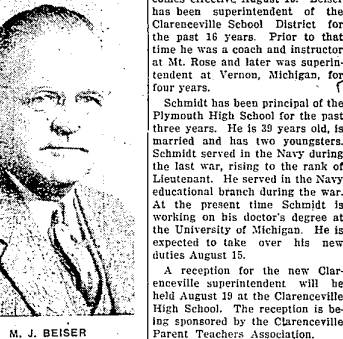 has been superintendent of the
Clarenceville School District for
the past 16 years. Prior to that
time he was a coach and instructor
at Mt. Rose and later was superin-
tendent at Vernon, Michigan, for
four years.
Schmidt has been principal of the
Plymouth High School for the past
three years. He is 39 years old, is
married and has two youngsters.
Schmidt served in the Navy during
the last war, rising to the rank of
Lieutenant. He served in the Navy
educational branch during the war.
At the present time Schmidt is
working on his doctor's degree at
the University of Michigan. He is
expected to take over his new
duties August 15.
A reception for the new Clar-
enceville superintendent will be
held August 19 at the Clarenceville
High School. The reception is be-
ing sponsored by the Clarenceville
Parent Teachers Association.
M. J. BEISER